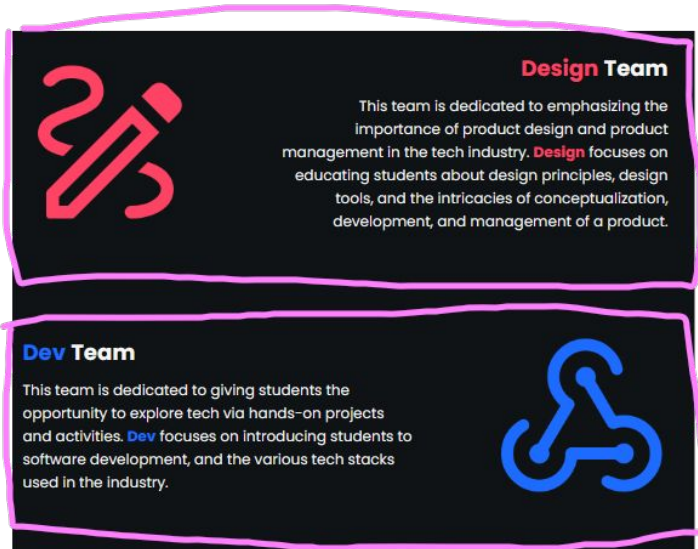 Design Team
This team is dedicated to emphasizing the
importance of product design and product
management in the tech industry. Design focuses on
educating students about design principles, design
tools, and the intricacies of conceptualization,
development, and management of a product.
Dev Team
This team is dedicated to giving students the
opportunity to explore tech via hands-on projects
and activities. Dev focuses on introducing students to
software development, and the various tech stacks
used in the industry.